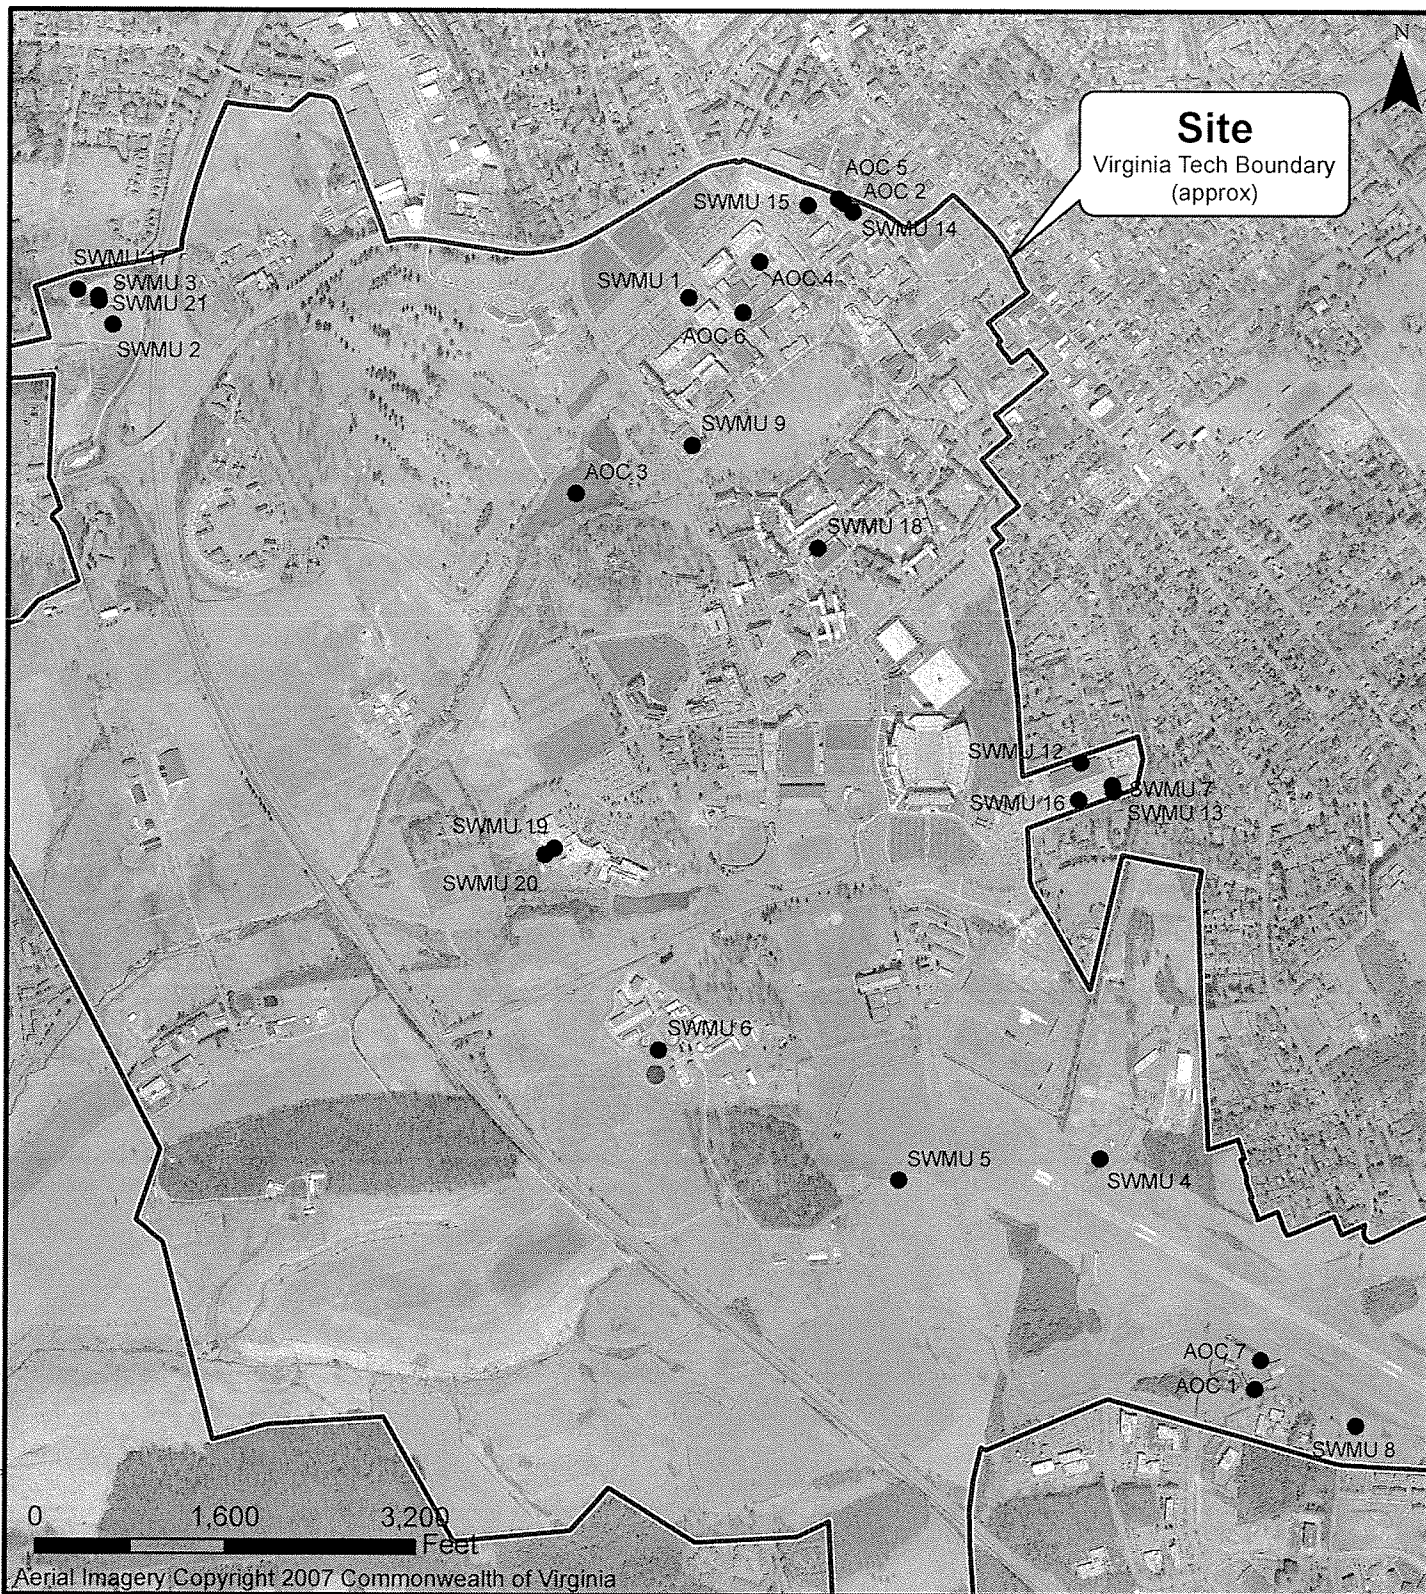 N
Site
Virginia Tech Boundary
(approx)
AOC 5
AOC 2
SWMU 15
SWMU 14
SWMU 17
SWMU 3
SWMU 21
SWMU 2
SWMU 1
AOC 4
AOC 6
SWMU 9
AOC 3
SWMU 18
SWMU 12
SWMU 7
SWMU 16
SWMU 13
SWMU 19
SWMU 20
SWMU 6
SWMU 5
SWMU 4
AOC 7
AOC 1
SWMU 8
0 1,600 3,200
Feet
Aerial Imagery Copyright 2007 Commonwealth of Virginia